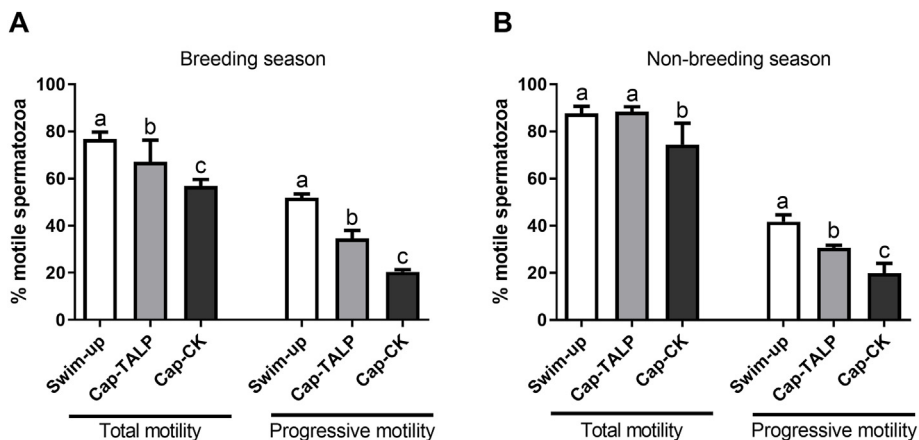 A
Breeding season
% motile spermatozoa
100
80
60
40
20
0
a
b
c
a
b
c
Swim-up
Cap-TALP
Cap-CK
Swim-up
Cap-TALP
Cap-CK
Total motility
Progressive motility
B
Non-breeding season
% motile spermatozoa
100
80
60
40
20
0
a
a
b
a
b
c
Swim-up
Cap-TALP
Cap-CK
Swim-up
Cap-TALP
Cap-CK
Total motility
Progressive motility